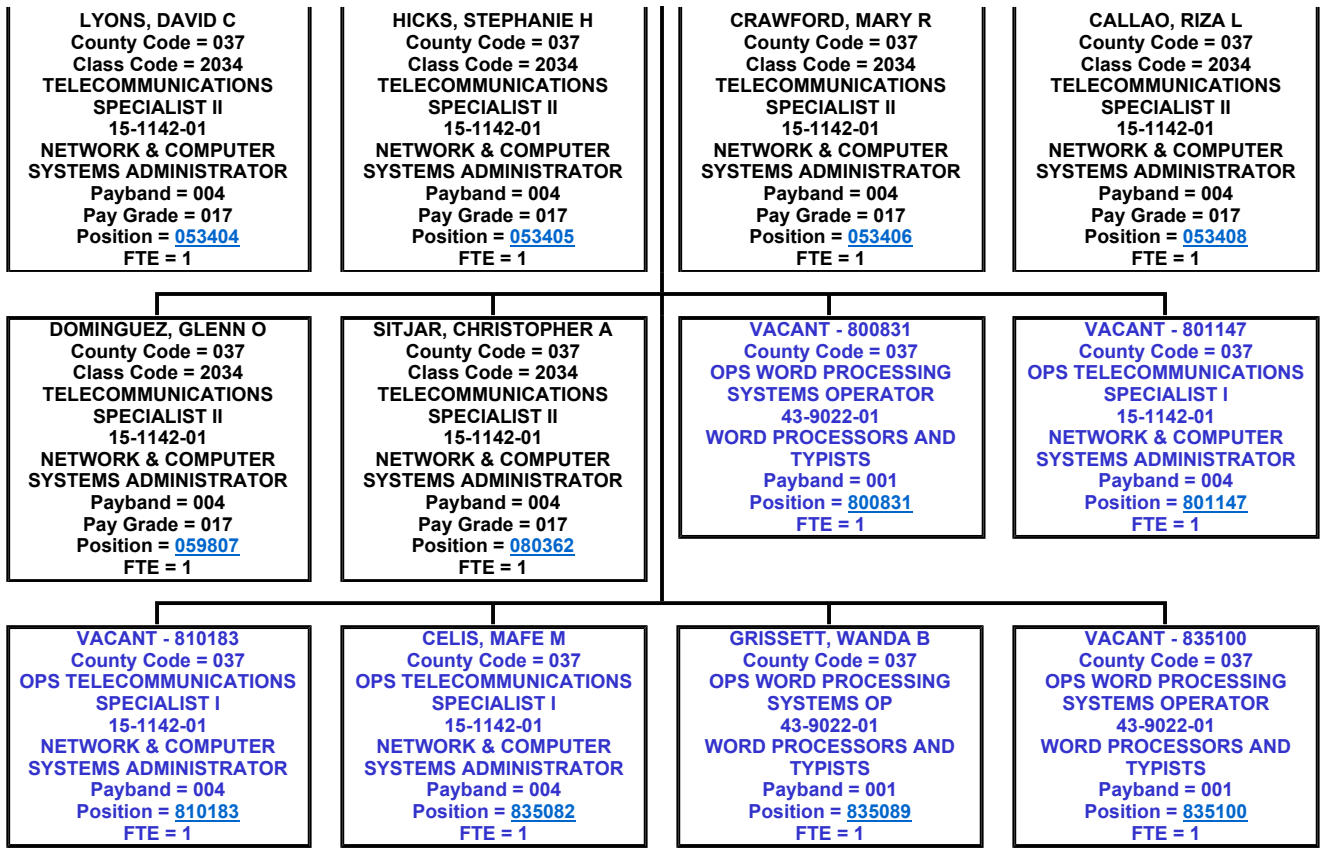 LYONS, DAVID C
County Code = 037
Class Code = 2034
TELECOMMUNICATIONS
SPECIALIST II
15-1142-01
NETWORK & COMPUTER
SYSTEMS ADMINISTRATOR
Payband = 004
Pay Grade = 017
Position = 053404
FTE = 1
HICKS, STEPHANIE H
County Code = 037
Class Code = 2034
TELECOMMUNICATIONS
SPECIALIST II
15-1142-01
NETWORK & COMPUTER
SYSTEMS ADMINISTRATOR
Payband = 004
Pay Grade = 017
Position = 053405
FTE = 1
CRAWFORD, MARY R
County Code = 037
Class Code = 2034
TELECOMMUNICATIONS
SPECIALIST II
15-1142-01
NETWORK & COMPUTER
SYSTEMS ADMINISTRATOR
Payband = 004
Pay Grade = 017
Position = 053406
FTE = 1
CALLAO, RIZA L
County Code = 037
Class Code = 2034
TELECOMMUNICATIONS
SPECIALIST II
15-1142-01
NETWORK & COMPUTER
SYSTEMS ADMINISTRATOR
Payband = 004
Pay Grade = 017
Position = 053408
FTE = 1
DOMINGUEZ, GLENN O
County Code = 037
Class Code = 2034
TELECOMMUNICATIONS
SPECIALIST II
15-1142-01
NETWORK & COMPUTER
SYSTEMS ADMINISTRATOR
Payband = 004
Pay Grade = 017
Position = 059807
FTE = 1
SITJAR, CHRISTOPHER A
County Code = 037
Class Code = 2034
TELECOMMUNICATIONS
SPECIALIST II
15-1142-01
NETWORK & COMPUTER
SYSTEMS ADMINISTRATOR
Payband = 004
Pay Grade = 017
Position = 080362
FTE = 1
VACANT - 800831
County Code = 037
OPS WORD PROCESSING
SYSTEMS OPERATOR
43-9022-01
WORD PROCESSORS AND
TYPISTS
Payband = 001
Position = 800831
FTE = 1
VACANT - 801147
County Code = 037
OPS TELECOMMUNICATIONS
SPECIALIST I
15-1142-01
NETWORK & COMPUTER
SYSTEMS ADMINISTRATOR
Payband = 004
Position = 801147
FTE = 1
VACANT - 810183
County Code = 037
OPS TELECOMMUNICATIONS
SPECIALIST I
15-1142-01
NETWORK & COMPUTER
SYSTEMS ADMINISTRATOR
Payband = 004
Position = 810183
FTE = 1
CELIS, MAFE M
County Code = 037
OPS TELECOMMUNICATIONS
SPECIALIST I
15-1142-01
NETWORK & COMPUTER
SYSTEMS ADMINISTRATOR
Payband = 004
Position = 835082
FTE = 1
GRISSETT, WANDA B
County Code = 037
OPS WORD PROCESSING
SYSTEMS OP
43-9022-01
WORD PROCESSORS AND
TYPISTS
Payband = 001
Position = 835089
FTE = 1
VACANT - 835100
County Code = 037
OPS WORD PROCESSING
SYSTEMS OPERATOR
43-9022-01
WORD PROCESSORS AND
TYPISTS
Payband = 001
Position = 835100
FTE = 1